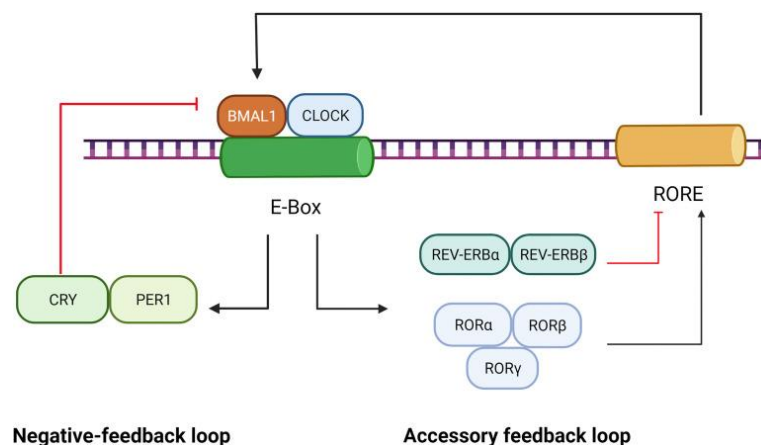 BMAL1
CLOCK
E-Box
RORE
REV-ERBα
REV-ERBβ
CRY
PER1
RORα
RORβ
RORγ
Negative-feedback loop
Accessory feedback loop